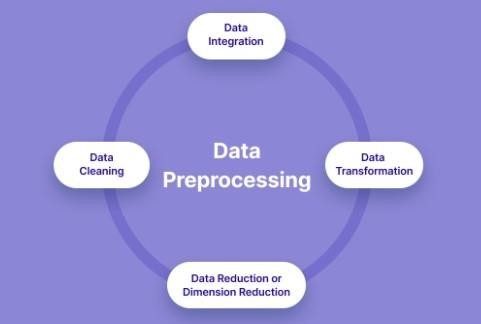 Data
Integration
Data
Cleaning
Data
Preprocessing
Data
Transformation
Data Reduction or
Dimension Reduction